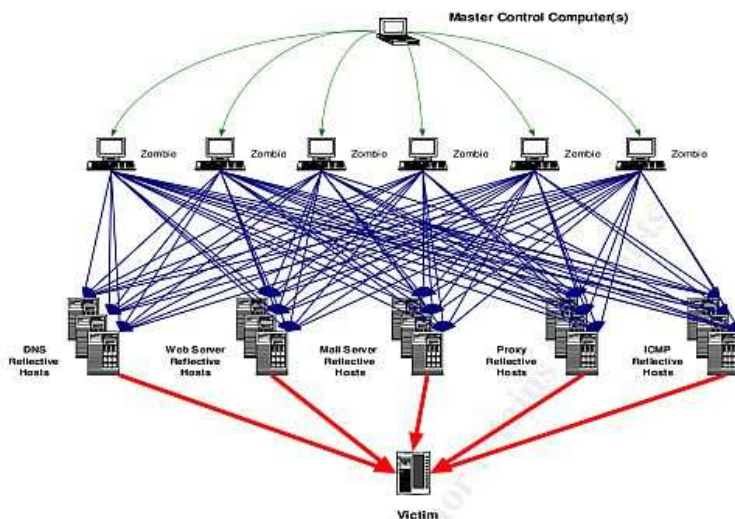 Master Control Computer(s)
Zombie
Zombie
Zombie
Zombie
Zombie
Zombie
DNS
Reflective
Hosts
Web Server
Reflective
Hosts
Mail Server
Reflective
Hosts
Proxy
Reflective
Hosts
ICMP
Reflective
Hosts
Victim